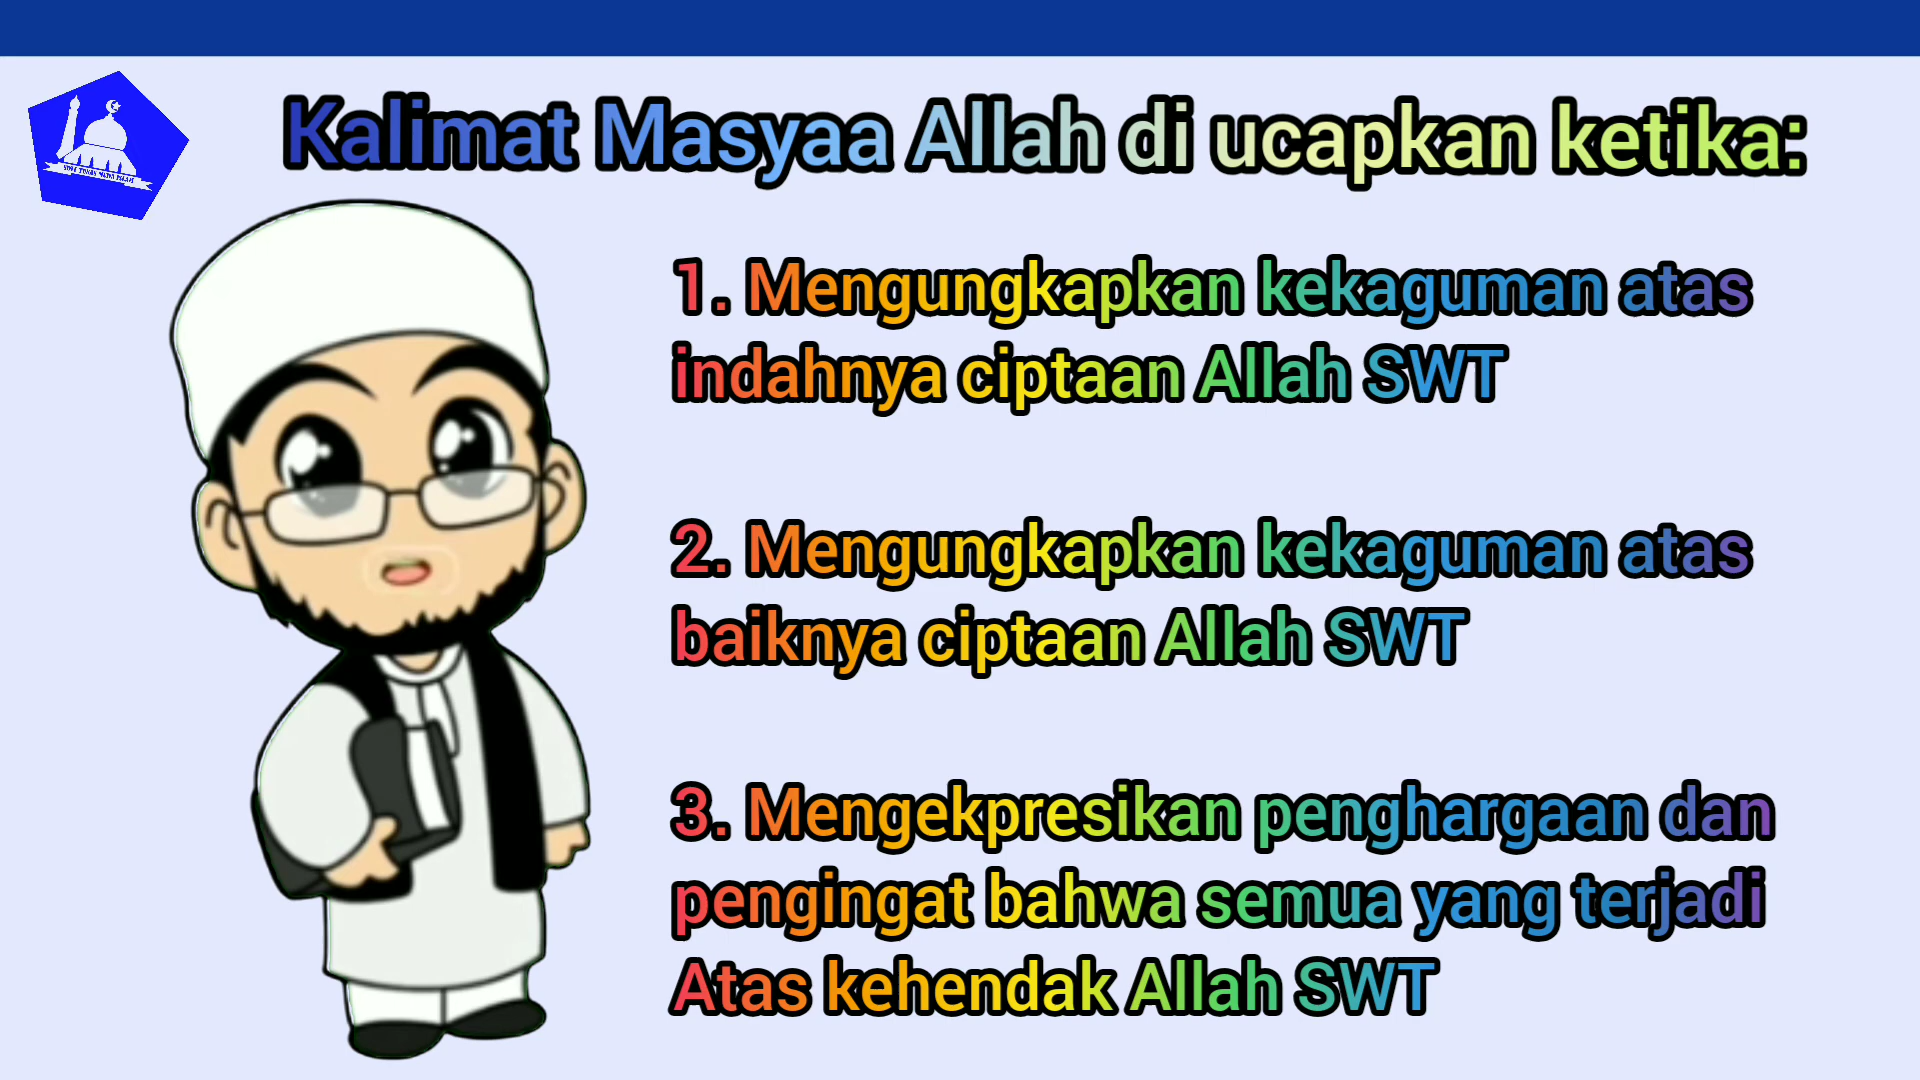 Kalimat Masyaa Allah di ucapkan ketika:
1. Mengungkapkan kekaguman atas
indahnya ciptaan Allah SWT
2. Mengungkapkan kekaguman atas
baiknya ciptaan Allah SWT
3. Mengekpresikan penghargaan dan
pengingat bahwa semua yang terjadi
Atas kehendak Allah SWT